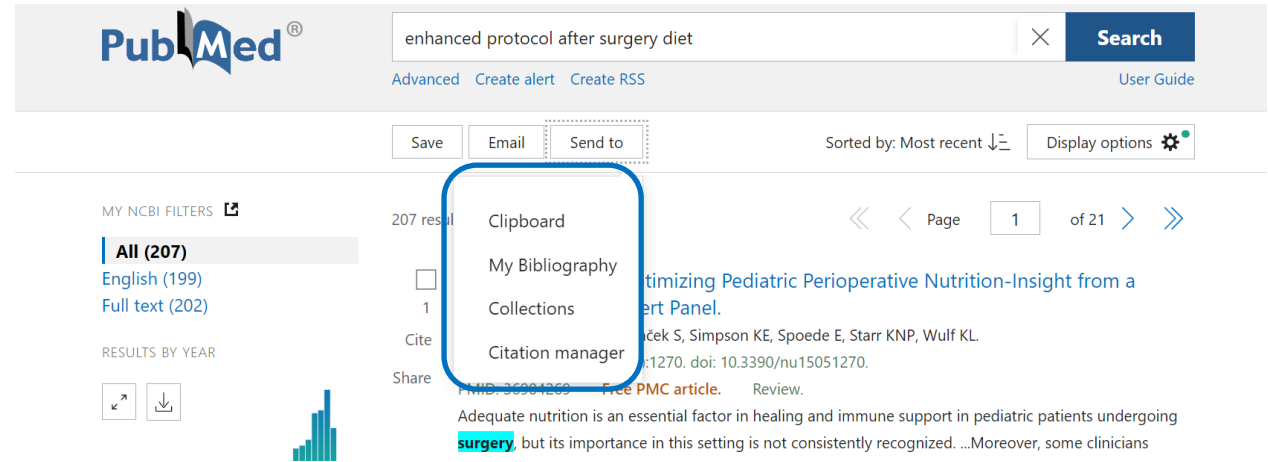 PubMed®
enhanced protocol after surgery diet
Search
Advanced Create alert Create RSS
User Guide
Save Email Send to
Sorted by: Most recent
Display options
MY NCBI FILTERS
All (207)
English (199)
Full text (202)
RESULTS BY YEAR
207
Clipboard
My Bibliography
Collections
Citation manager
Page 1 of 21
1
Cite
Share
timizing Pediatric Perioperative Nutrition-Insight from a
ert Panel.
ček S, Simpson KE, Spoede E, Starr KNP, Wulf KL.
:1270. doi: 10.3390/nu15051270.
PMID: 36904269 Free PMC article. Review.
Adequate nutrition is an essential factor in healing and immune support in pediatric patients undergoing
surgery, but its importance in this setting is not consistently recognized. ...Moreover, some clinicians